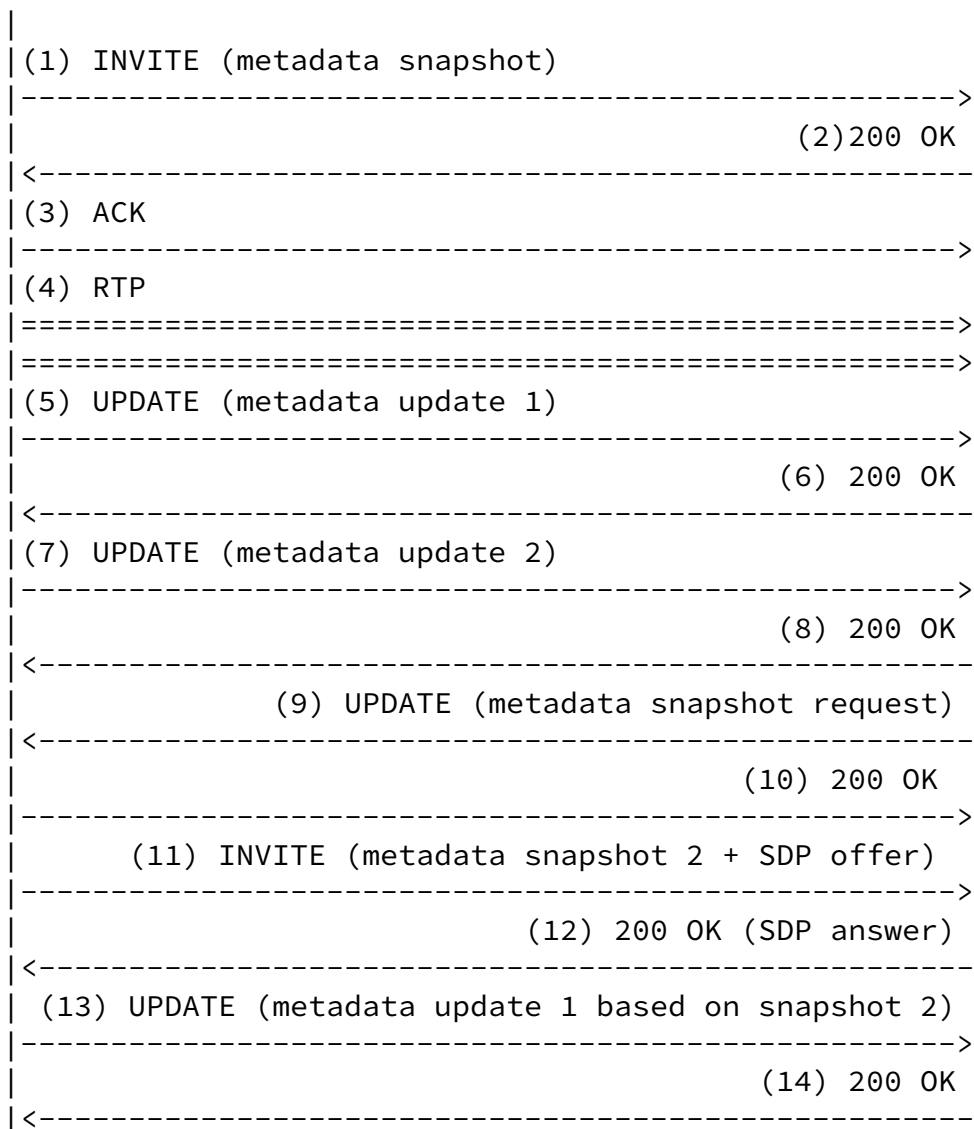 (1) INVITE (metadata snapshot)
(2)200 OK
(3) ACK
(4) RTP
(5) UPDATE (metadata update 1)
(6) 200 OK
(7) UPDATE (metadata update 2)
(8) 200 OK
(9) UPDATE (metadata snapshot request)
(10) 200 OK
(11) INVITE (metadata snapshot 2 + SDP offer)
(12) 200 OK (SDP answer)
(13) UPDATE (metadata update 1 based on snapshot 2)
(14) 200 OK